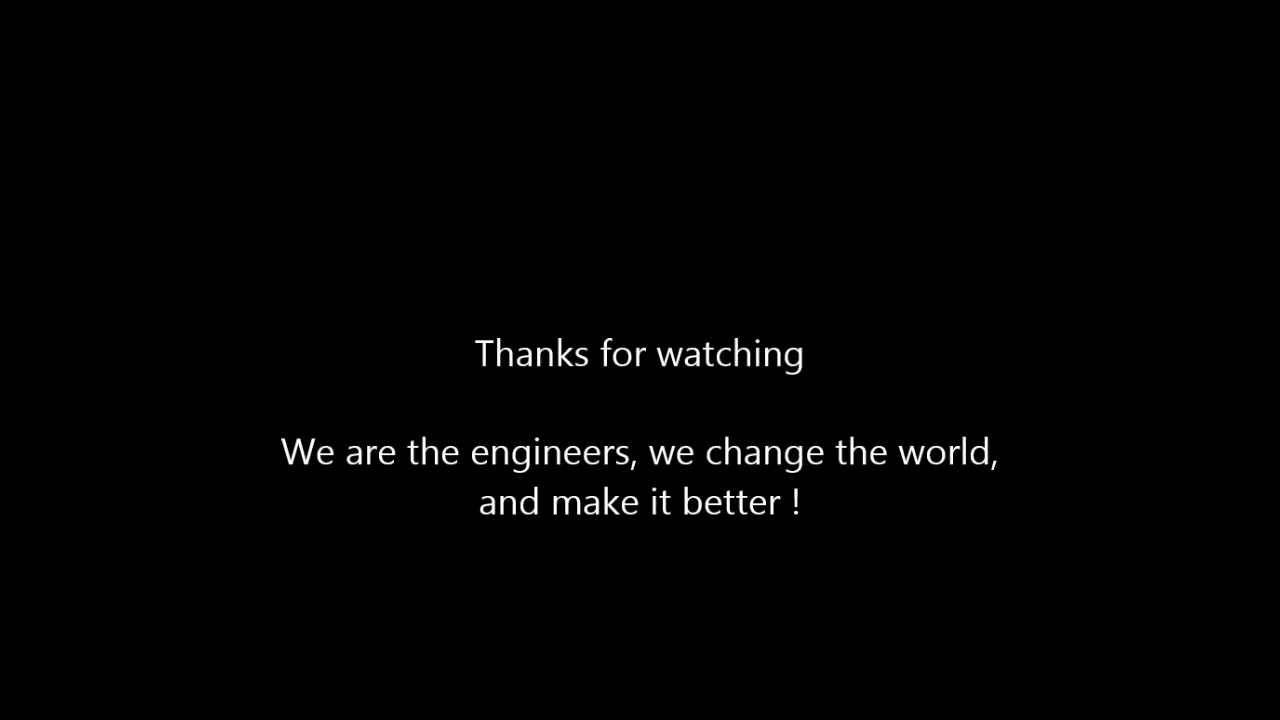 Thanks for watching
We are the engineers, we change the world,
and make it better !